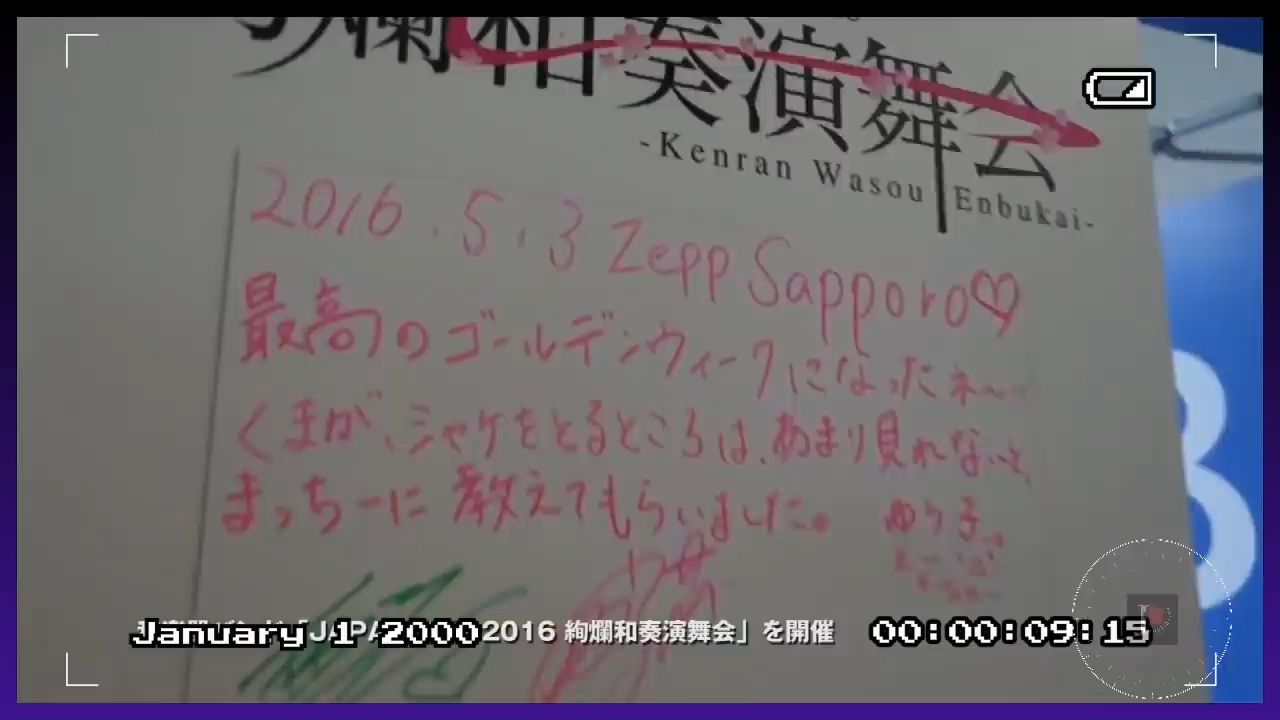 爛和奏演舞会
-Kenran Wasou Enbukai-
2016.5.3 Zepp Sapporo♡
最高のゴールデンウィークになったネ〜
くまが、シャケをとるところは、あまり見れないと、
まっちーに教えてもらいました。 ゆう子。
January 1 2000
2016 絢爛和奏演舞会」を開催
00:00:09:15